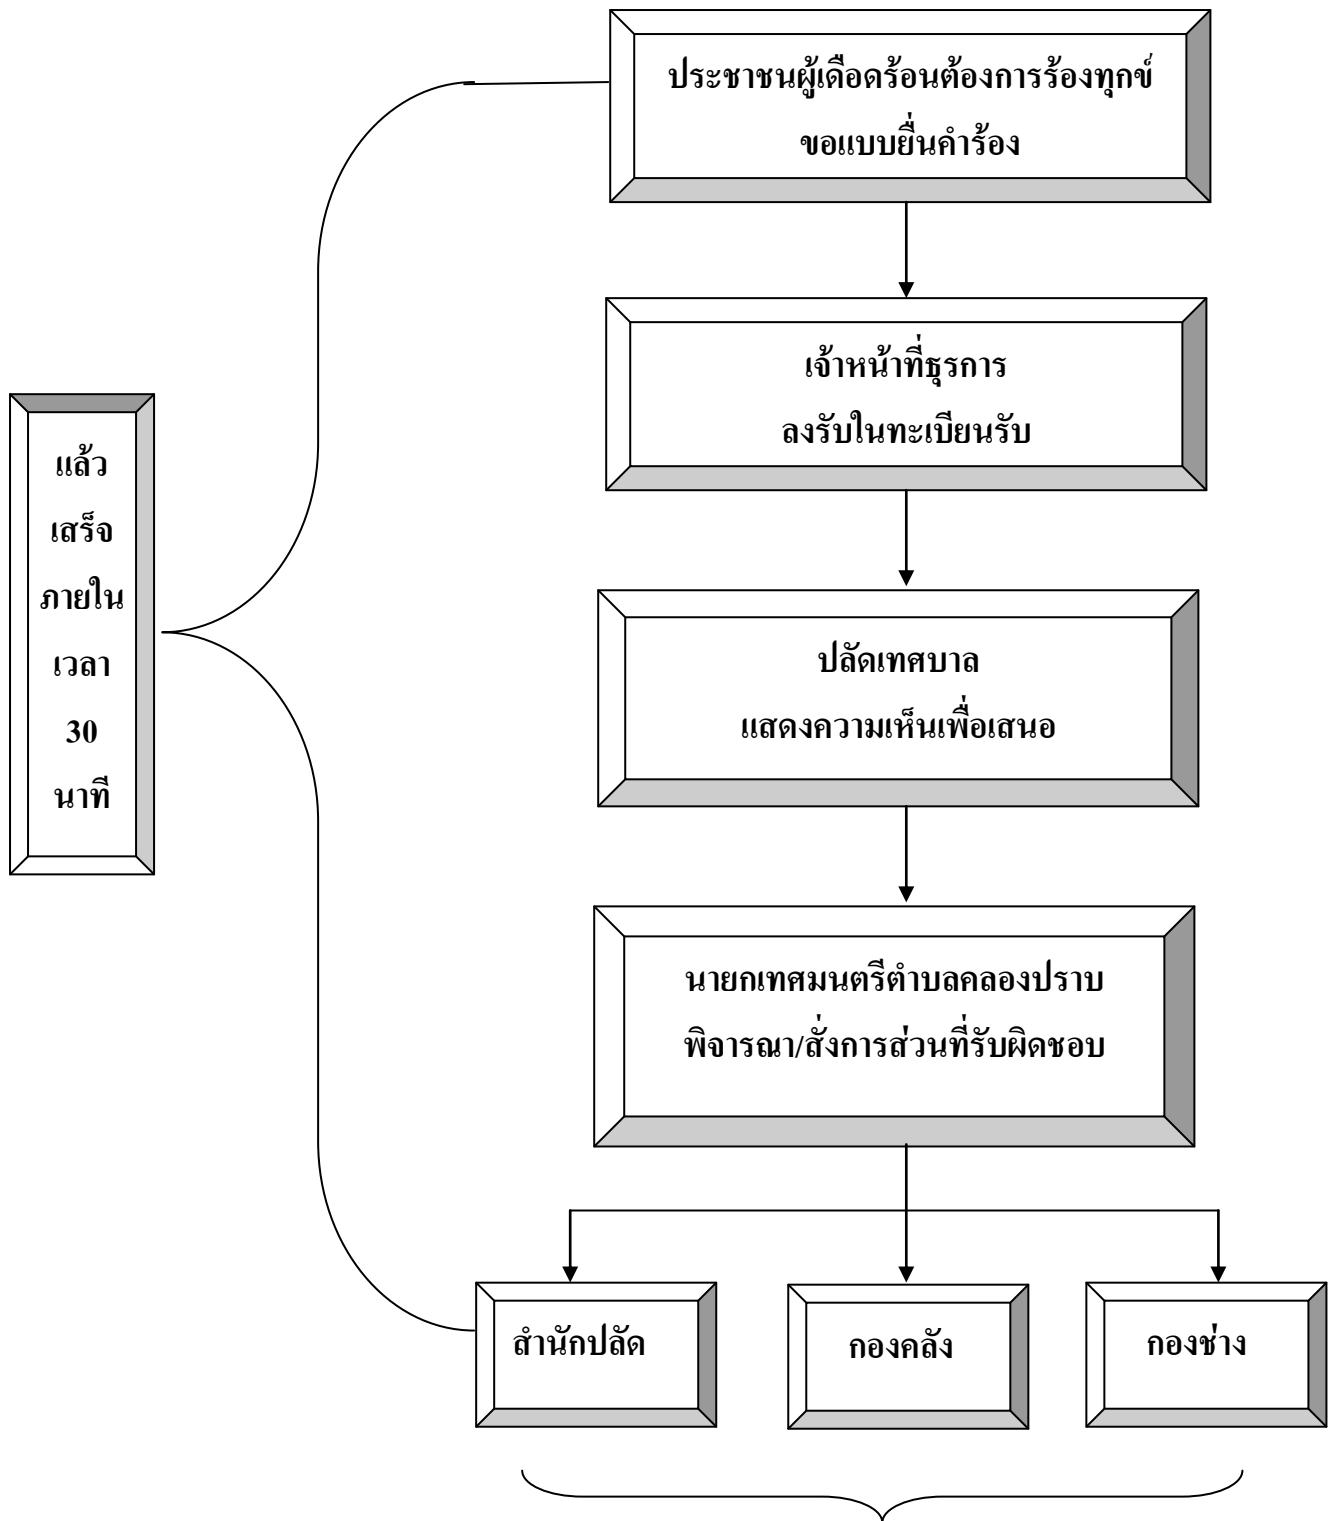 ประชาชนผู้เดือดร้อนต้องการร้องทุกข์
ขอแบบยื่นคำร้อง
เจ้าหน้าที่ธุรการ
ลงรับในทะเบียนรับ
แล้ว
เสร็จ
ภายใน
เวลา
30
นาที
ปลัดเทศบาล
แสดงความเห็นเพื่อเสนอ
นายกเทศมนตรีตำบลคลองปราบ
พิจารณา/สั่งการส่วนที่รับผิดชอบ
สำนักปลัด
กองคลัง
กองช่าง